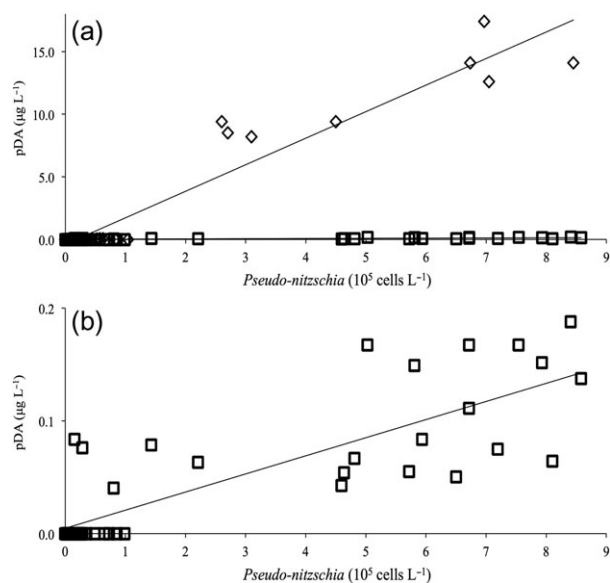 (a)
pDA (µg L⁻¹)
15.0
10.0
5.0
0.0
0 1 2 3 4 5 6 7 8 9
Pseudo-nitzschia (10⁵ cells L⁻¹)
(b)
pDA (µg L⁻¹)
0.2
0.1
0.0
0 1 2 3 4 5 6 7 8 9
Pseudo-nitzschia (10⁵ cells L⁻¹)